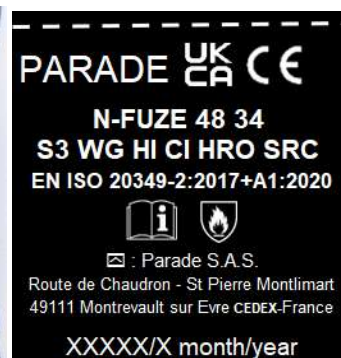 PARADE UK CA CE
N-FUZE 48 34
S3 WG HI CI HRO SRC
EN ISO 20349-2:2017+A1:2020
i
: Parade S.A.S.
Route de Chaudron - St Pierre Montlimart
49111 Montrevault sur Evre CEDEX-France
XXXXX/X month/year